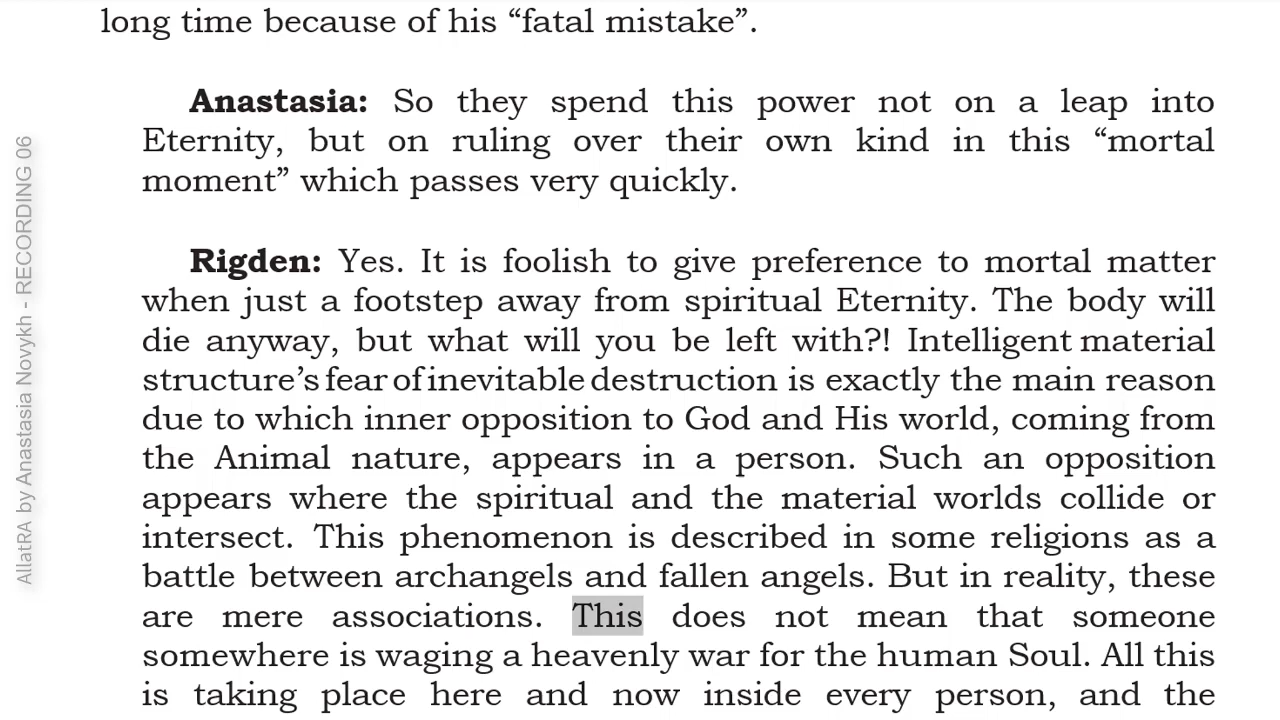 long time because of his “fatal mistake”.
Anastasia: So they spend this power not on a leap into
Eternity, but on ruling over their own kind in this “mortal
moment” which passes very quickly.
Rigden: Yes. It is foolish to give preference to mortal matter
when just a footstep away from spiritual Eternity. The body will
die anyway, but what will you be left with?! Intelligent material
structure’s fear of inevitable destruction is exactly the main reason
due to which inner opposition to God and His world, coming from
the Animal nature, appears in a person. Such an opposition
appears where the spiritual and the material worlds collide or
intersect. This phenomenon is described in some religions as a
battle between archangels and fallen angels. But in reality, these
are mere associations. This does not mean that someone
somewhere is waging a heavenly war for the human Soul. All this
is taking place here and now inside every person, and the
AllatRA by Anastasia Novykh - RECORDING 06